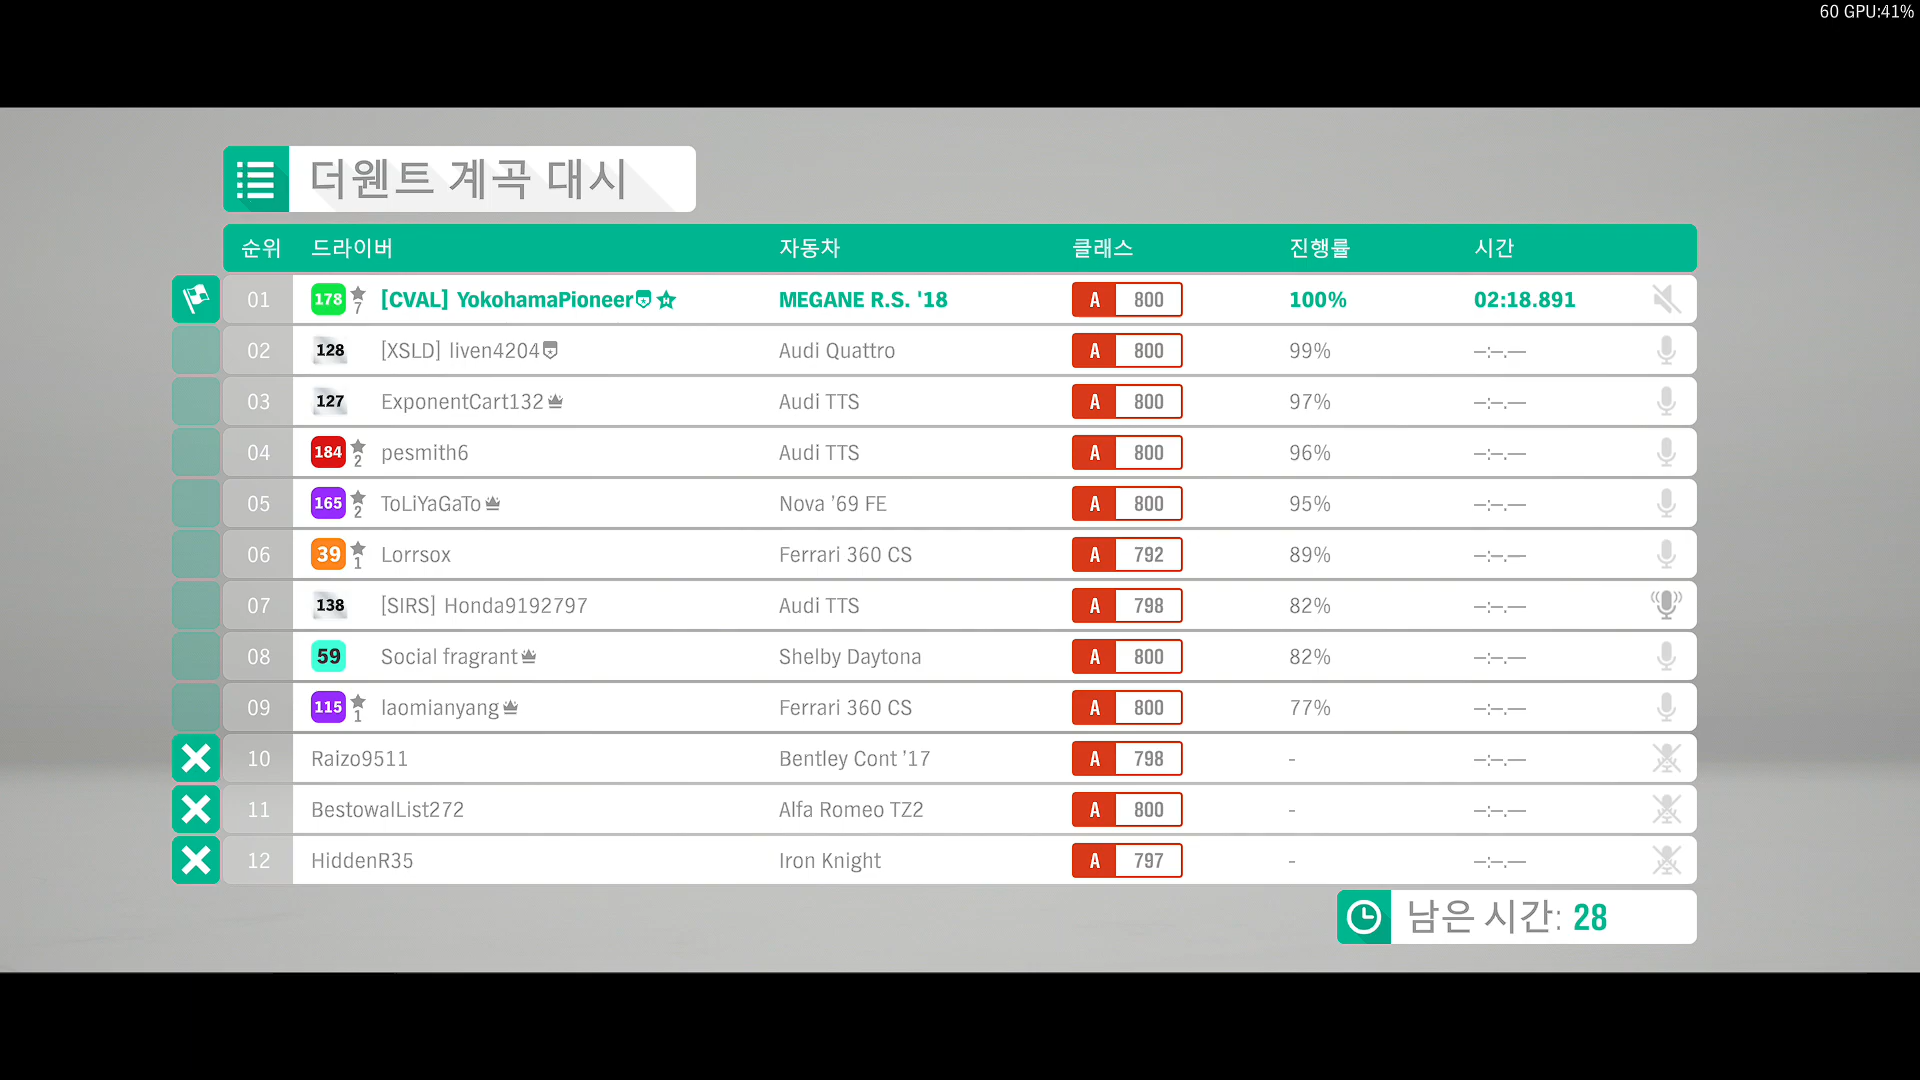 60 GPU:41%
더웬트 계곡 대시
순위 드라이버 자동차 클래스 진행률 시간
01 178 7 [CVAL] YokohamaPioneer MEGANE R.S. '18 A 800 100% 02:18.891
02 128 [XSLD] liven4204 Audi Quattro A 800 99% --:--.---
03 127 ExponentCart132 Audi TTS A 800 97% --:--.---
04 184 2 pesmith6 Audi TTS A 800 96% --:--.---
05 165 2 ToLiYaGaTo Nova ’69 FE A 800 95% --:--.---
06 39 1 Lorrsox Ferrari 360 CS A 792 89% --:--.---
07 138 [SIRS] Honda9192797 Audi TTS A 798 82% --:--.---
08 59 Social fragrant Shelby Daytona A 800 82% --:--.---
09 115 1 laomianyang Ferrari 360 CS A 800 77% --:--.---
10 Raizo9511 Bentley Cont ’17 A 798 - --:--.---
11 BestowalList272 Alfa Romeo TZ2 A 800 - --:--.---
12 HiddenR35 Iron Knight A 797 - --:--.---
남은 시간: 28